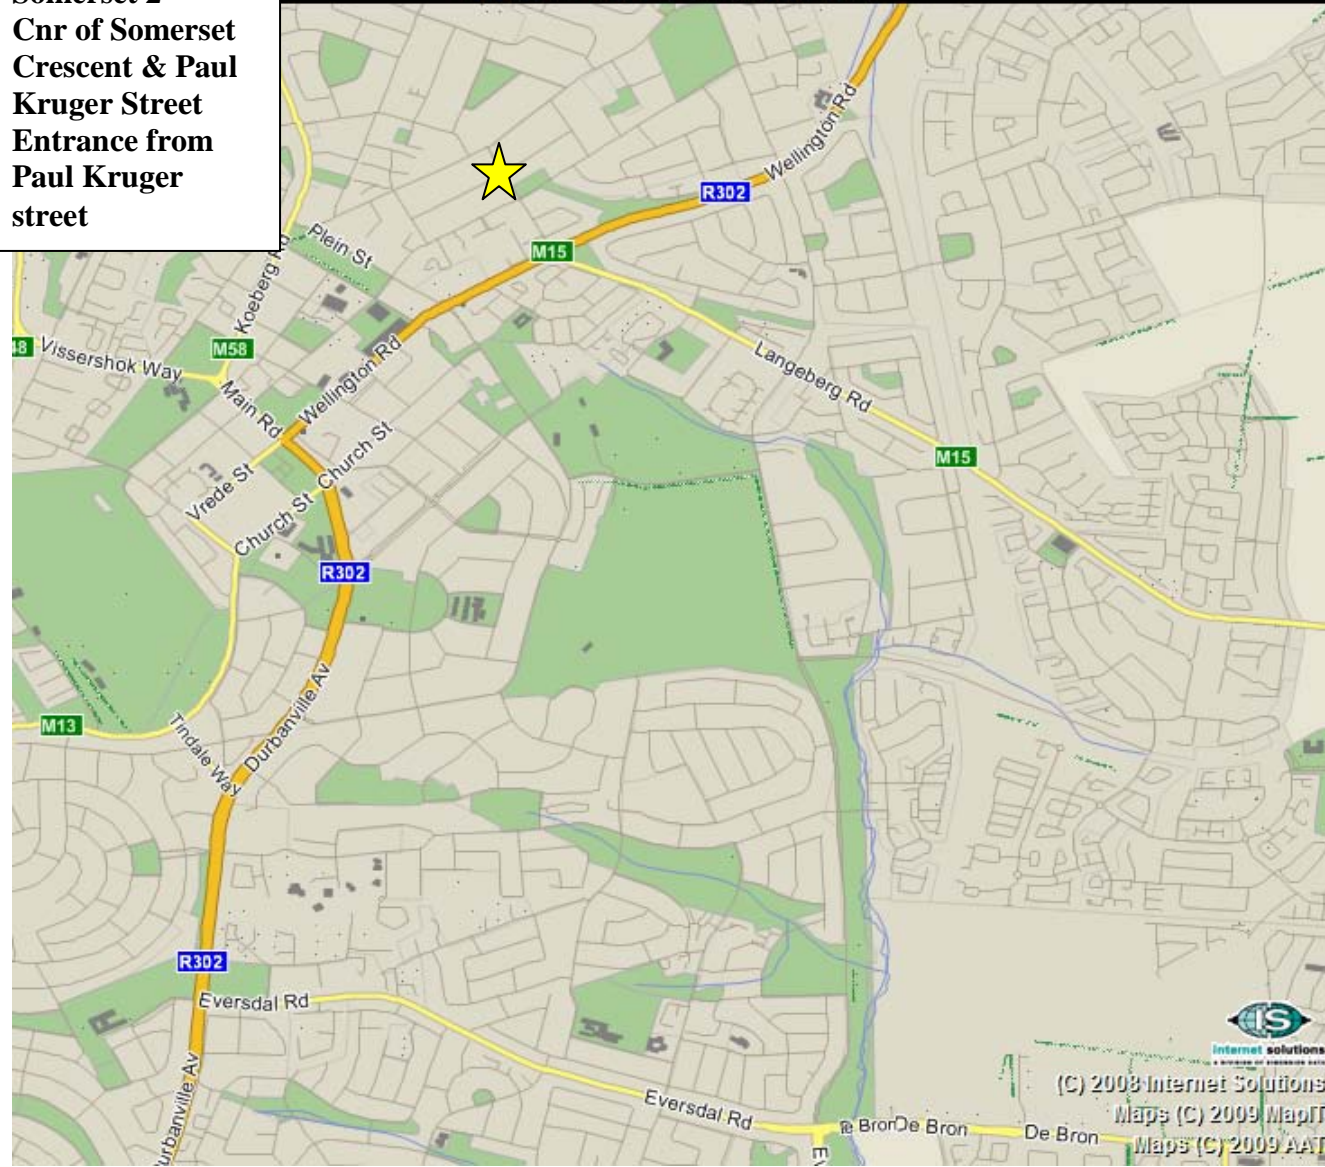 Somerset 2
Cnr of Somerset
Crescent & Paul
Kruger Street
Entrance from
Paul Kruger
street
Wellington Rd
R302
Plein St
M15
Koeberg Rd
Vissershok Way
M58
Wellington Rd
Langeberg Rd
Main Rd
Church St
M15
Vrede St
Church St
R302
M13
Durbanville Av
Tindale Way
R302
Eversdal Rd
Durbanville Av
Eversdal Rd
De Bron
De Bron
IS
internet solutions
(C) 2008 Internet Solutions
Maps (C) 2009 MapIT
Maps (C) 2009 AAT